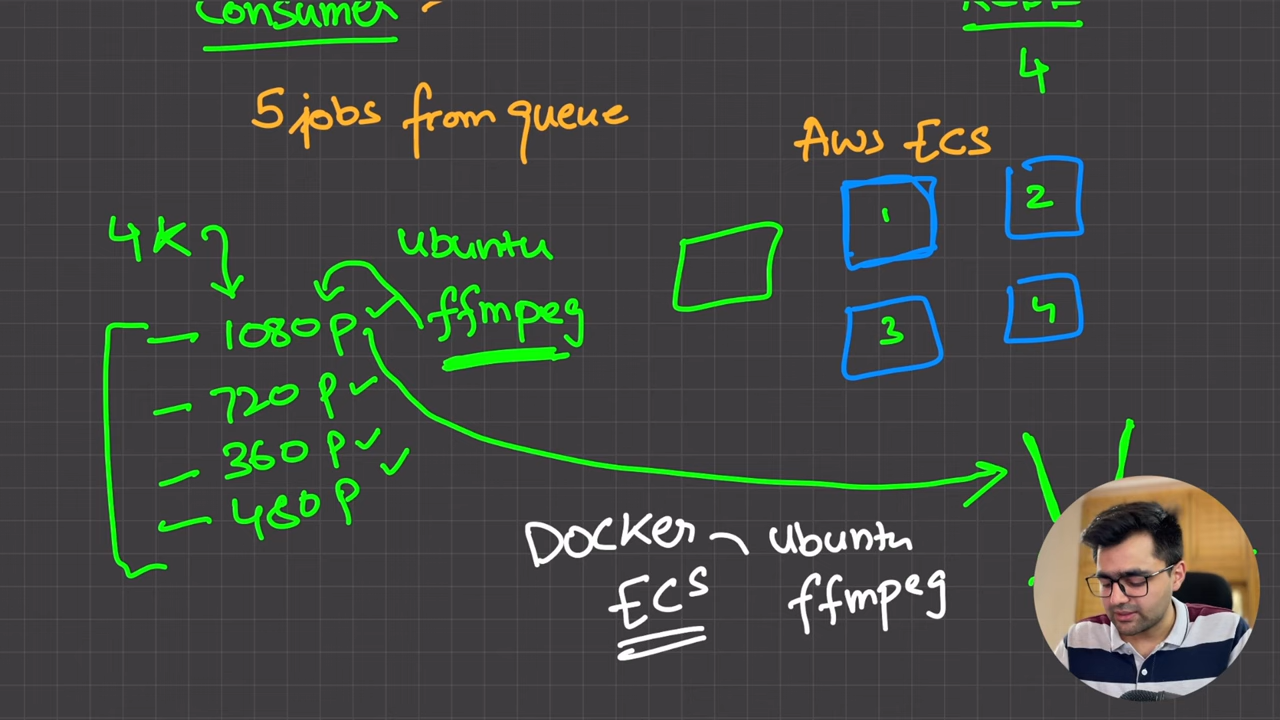 Consumer
4
5 jobs from queue
AWS ECS
1
2
3
4
4K
ubuntu
ffmpeg
- 1080P
- 720P
- 360P
- 480P
DOCKER
ECS
ubuntu
ffmpeg